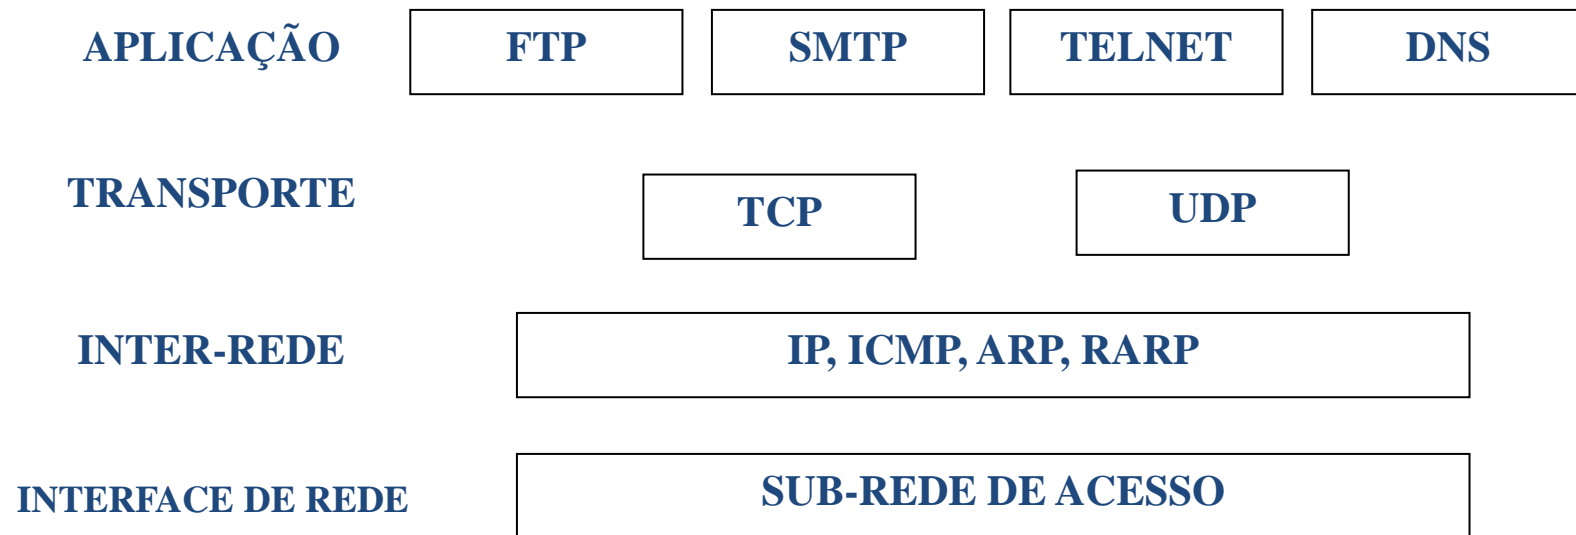 APLICAÇÃO FTP SMTP TELNET DNS
TRANSPORTE TCP UDP
INTER-REDE IP, ICMP, ARP, RARP
INTERFACE DE REDE SUB-REDE DE ACESSO